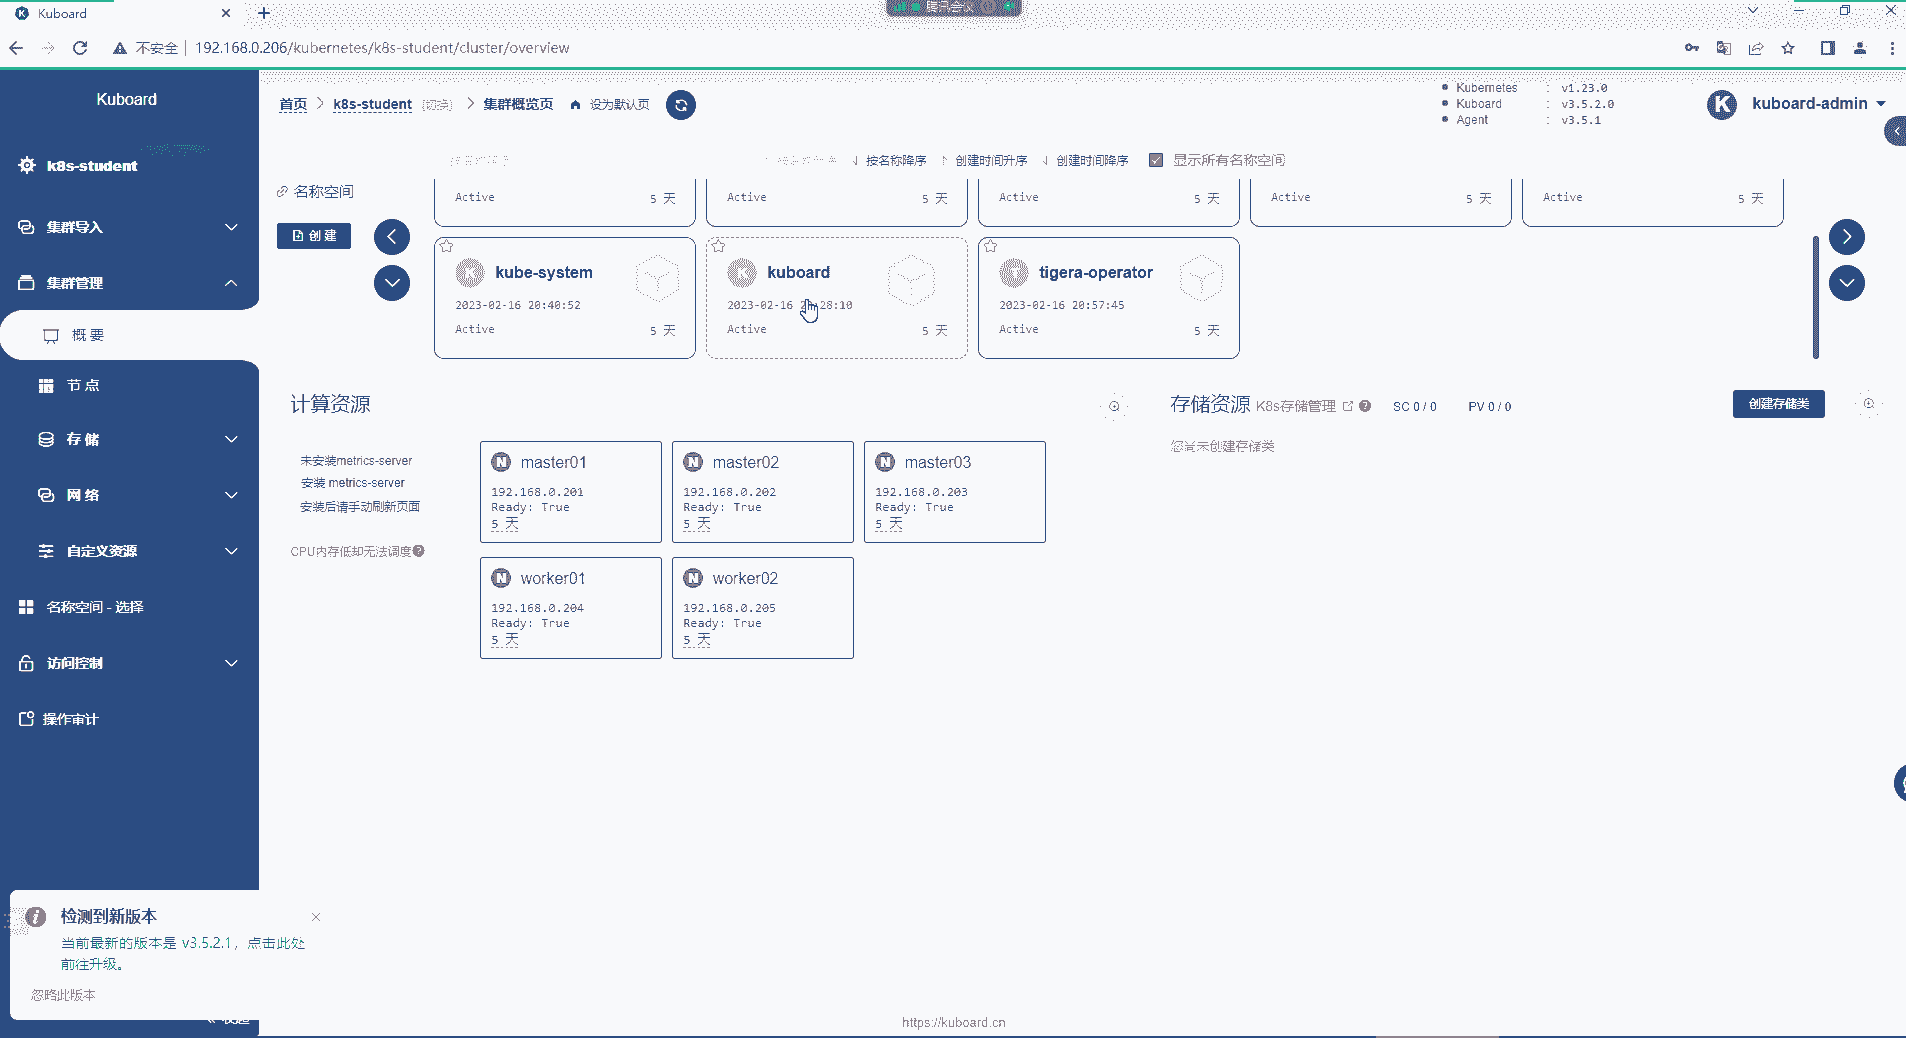 Kuboard
腾讯会议
不安全
192.168.0.206/kubernetes/k8s-student/cluster/overview
Kuboard
首页 k8s-student (切换) 集群概览页 设为默认页
Kubernetes : v1.23.0
Kuboard : v3.5.2.0
Agent : v3.5.1
kuboard-admin
k8s-student
按名称降序 创建时间升序 创建时间降序 显示所有名称空间
名称空间
创 建
Active 5 天
Active 5 天
Active 5 天
Active 5 天
Active 5 天
kube-system
2023-02-16 20:40:52
Active 5 天
kuboard
2023-02-16
28:10
Active 5 天
tigera-operator
2023-02-16 20:57:45
Active 5 天
集群导入
集群管理
概 要
节 点
存 储
网 络
自定义资源
名称空间 - 选择
访问控制
操作审计
计算资源
未安装metrics-server
安装 metrics-server
安装后请手动刷新页面
CPU内存低却无法调度
master01
192.168.0.201
Ready: True
5 天
master02
192.168.0.202
Ready: True
5 天
master03
192.168.0.203
Ready: True
5 天
worker01
192.168.0.204
Ready: True
5 天
worker02
192.168.0.205
Ready: True
5 天
存储资源 K8s存储管理 SC 0 / 0 PV 0 / 0
创建存储类
您尚未创建存储类
检测到新版本
当前最新的版本是 v3.5.2.1，点击此处
前往升级。
忽略此版本
https://kuboard.cn